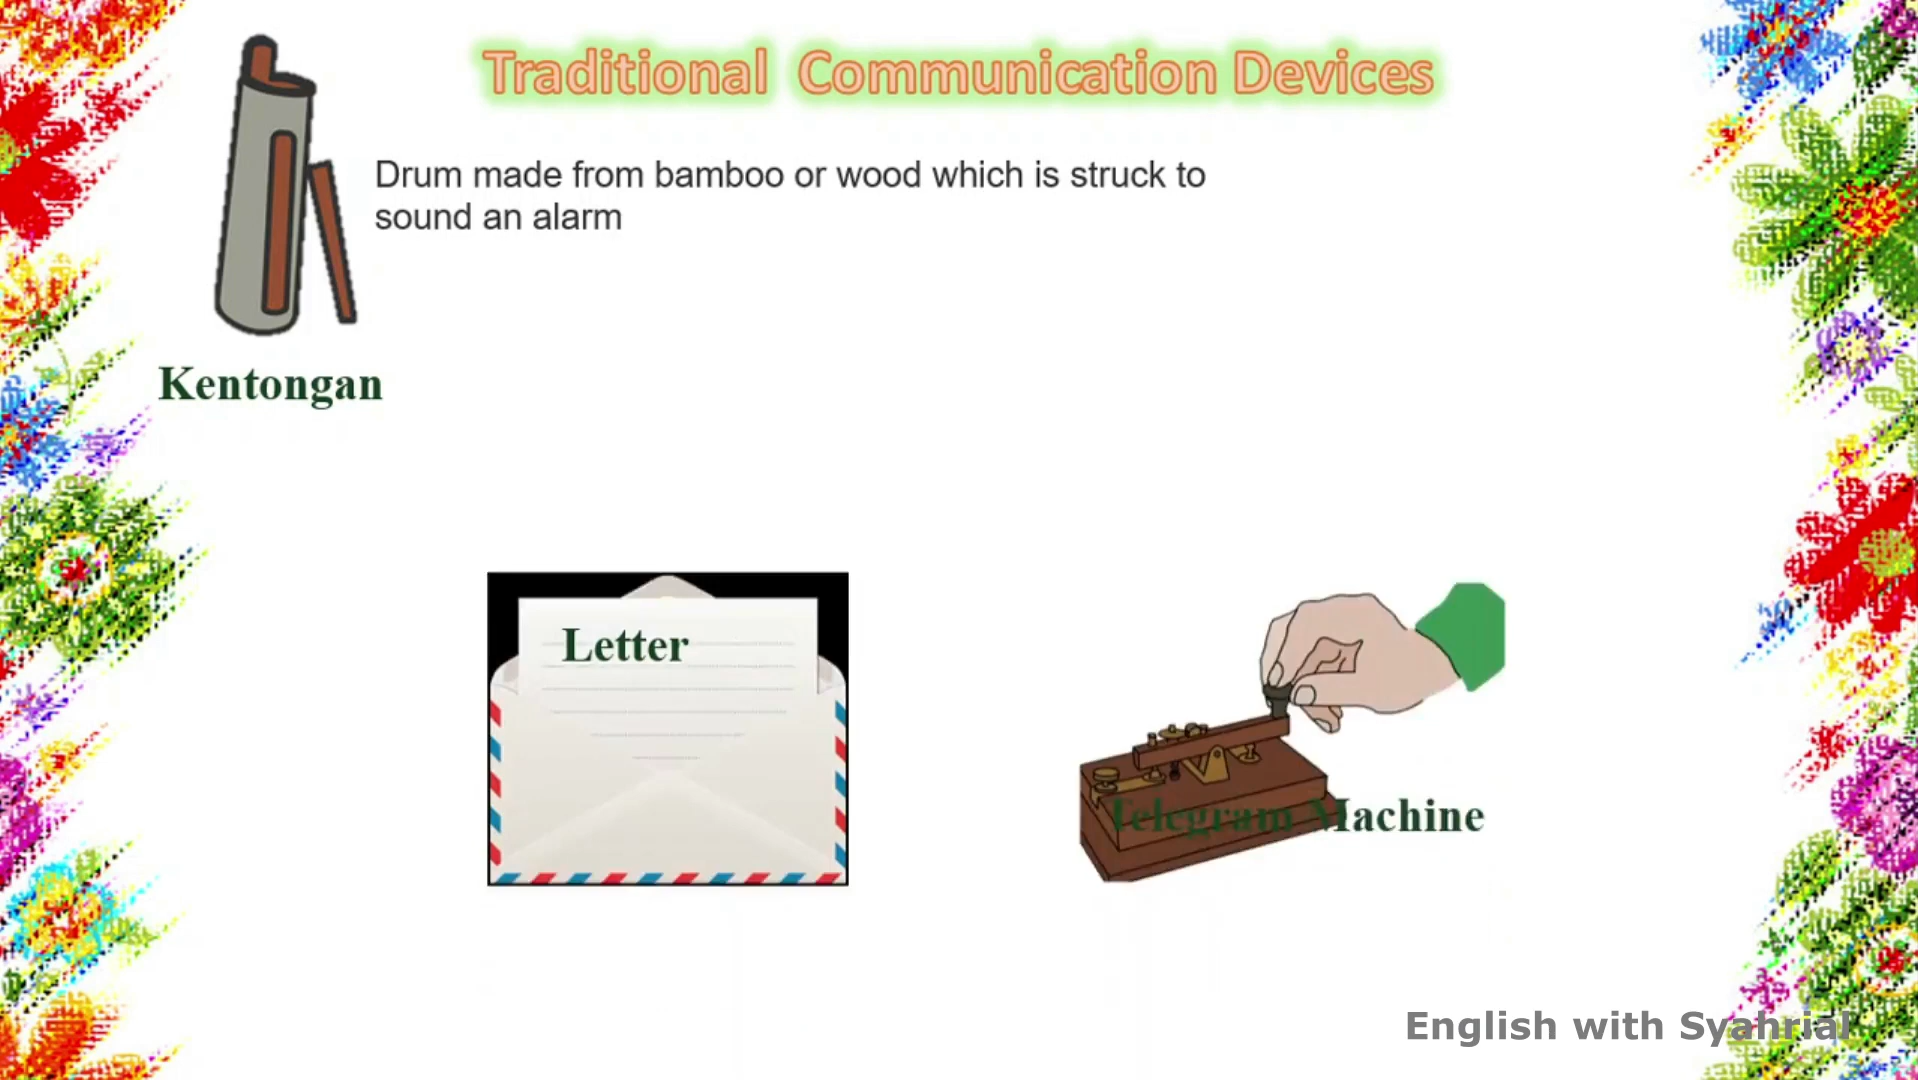 Traditional Communication Devices
Drum made from bamboo or wood which is struck to
sound an alarm
Kentongan
Letter
Telegram Machine
English with Syahrial